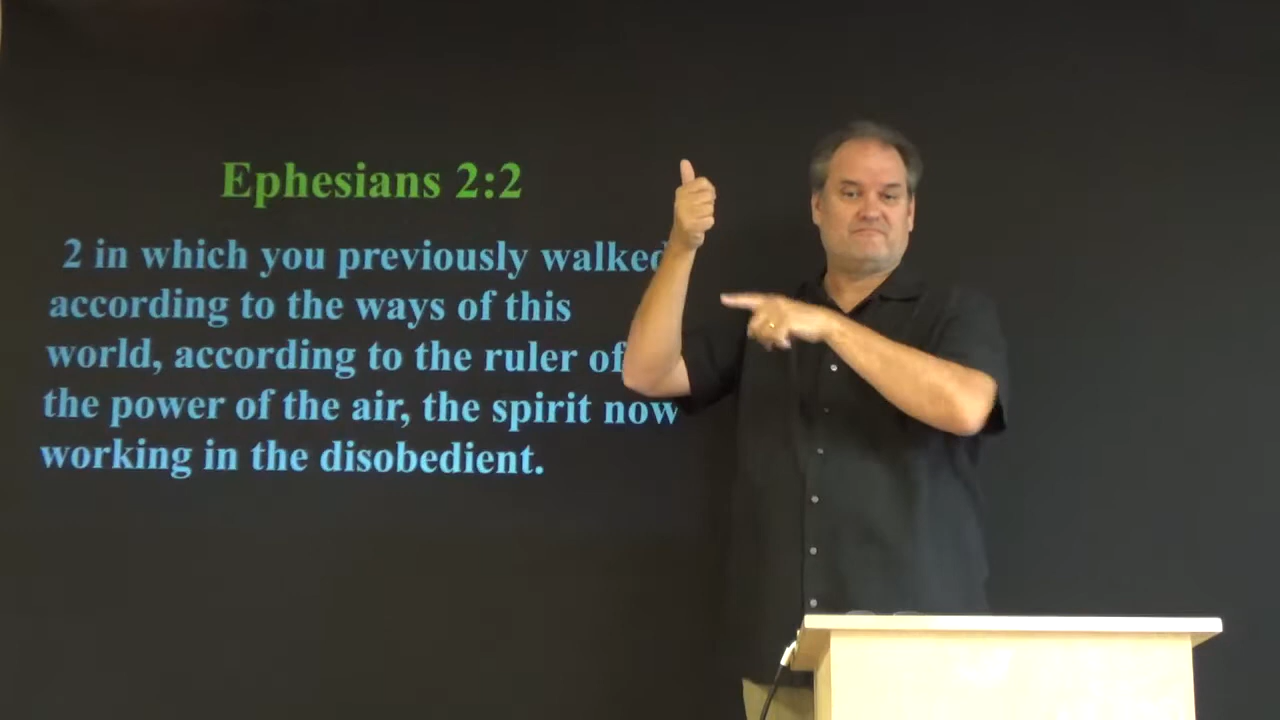 Ephesians 2:2
2 in which you previously walked
according to the ways of this
world, according to the ruler of
the power of the air, the spirit now
working in the disobedient.